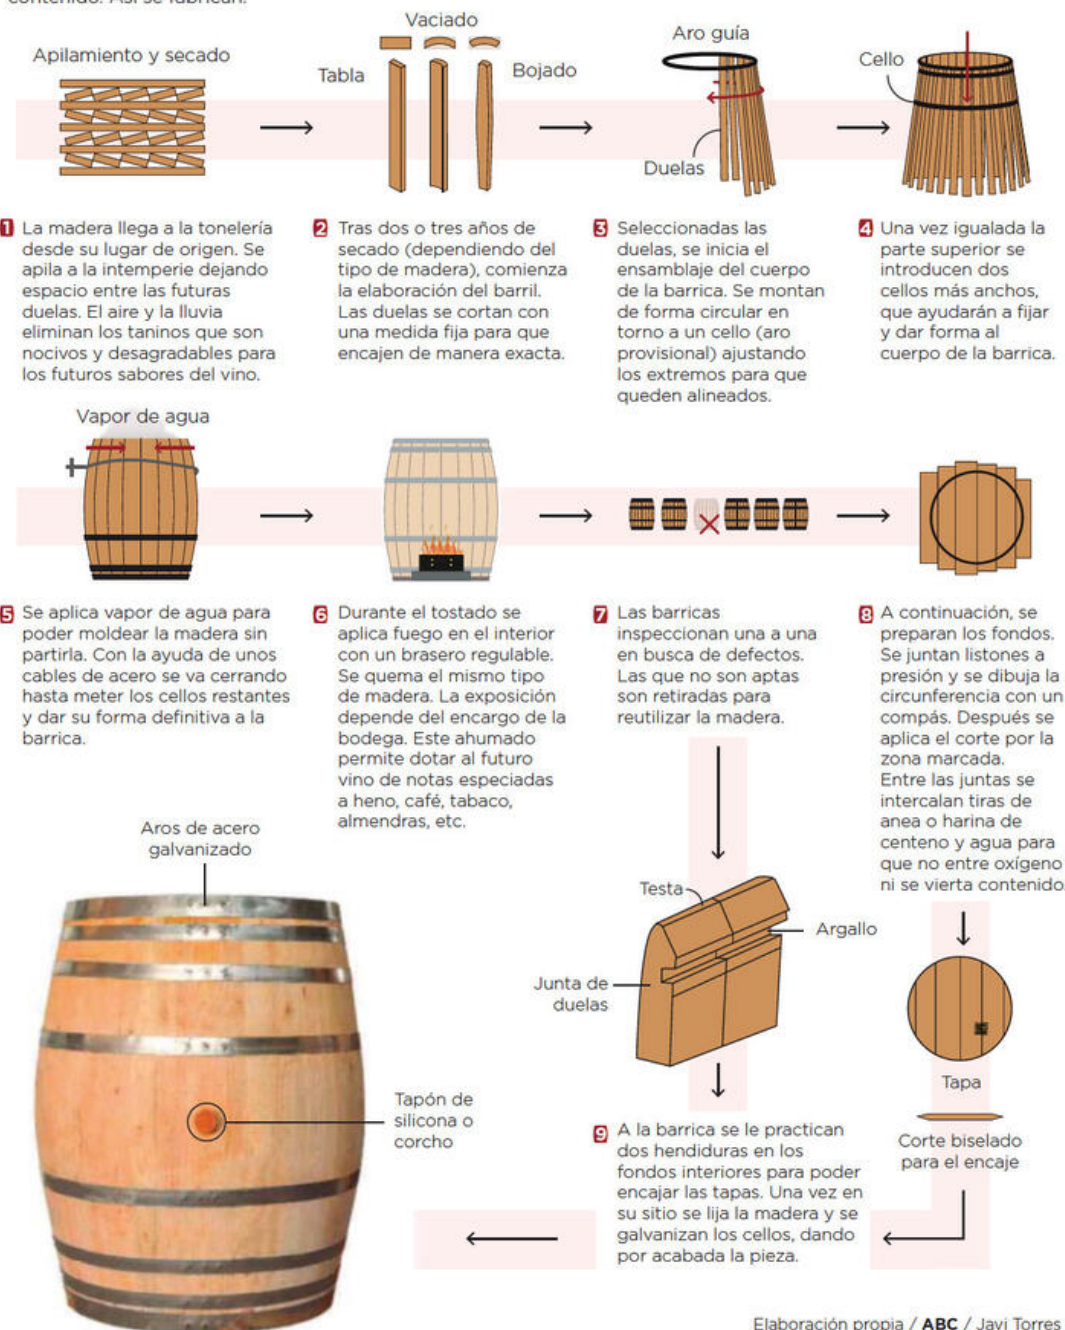 contenido. Así se fabrican:
Apilamiento y secado
Vaciado
Tabla
Bojado
Aro guía
Duelas
Cello
1 La madera llega a la tonelería
desde su lugar de origen. Se
apila a la intemperie dejando
espacio entre las futuras
duelas. El aire y la lluvia
eliminan los taninos que son
nocivos y desagradables para
los futuros sabores del vino.
2 Tras dos o tres años de
secado (dependiendo del
tipo de madera), comienza
la elaboración del barril.
Las duelas se cortan con
una medida fija para que
encajen de manera exacta.
3 Seleccionadas las
duelas, se inicia el
ensamblaje del cuerpo
de la barrica. Se montan
de forma circular en
torno a un cello (aro
provisional) ajustando
los extremos para que
queden alineados.
4 Una vez igualada la
parte superior se
introducen dos
cellos más anchos,
que ayudarán a fijar
y dar forma al
cuerpo de la barrica.
Vapor de agua
5 Se aplica vapor de agua para
poder moldear la madera sin
partirla. Con la ayuda de unos
cables de acero se va cerrando
hasta meter los cellos restantes
y dar su forma definitiva a la
barrica.
6 Durante el tostado se
aplica fuego en el interior
con un brasero regulable.
Se quema el mismo tipo
de madera. La exposición
depende del encargo de la
bodega. Este ahumado
permite dotar al futuro
vino de notas especiadas
a heno, café, tabaco,
almendras, etc.
7 Las barricas
inspeccionan una a una
en busca de defectos.
Las que no son aptas
son retiradas para
reutilizar la madera.
8 A continuación, se
preparan los fondos.
Se juntan listones a
presión y se dibuja la
circunferencia con un
compás. Después se
aplica el corte por la
zona marcada.
Entre las juntas se
intercalan tiras de
anea o harina de
centeno y agua para
que no entre oxígeno
ni se vierta contenido.
Aros de acero
galvanizado
Testa
Argallo
Junta de
duelas
Tapa
Corte biselado
para el encaje
Tapón de
silicona o
corcho
9 A la barrica se le practican
dos hendiduras en los
fondos interiores para poder
encajar las tapas. Una vez en
su sitio se lija la madera y se
galvanizan los cellos, dando
por acabada la pieza.
Elaboración propia / ABC / Javi Torres